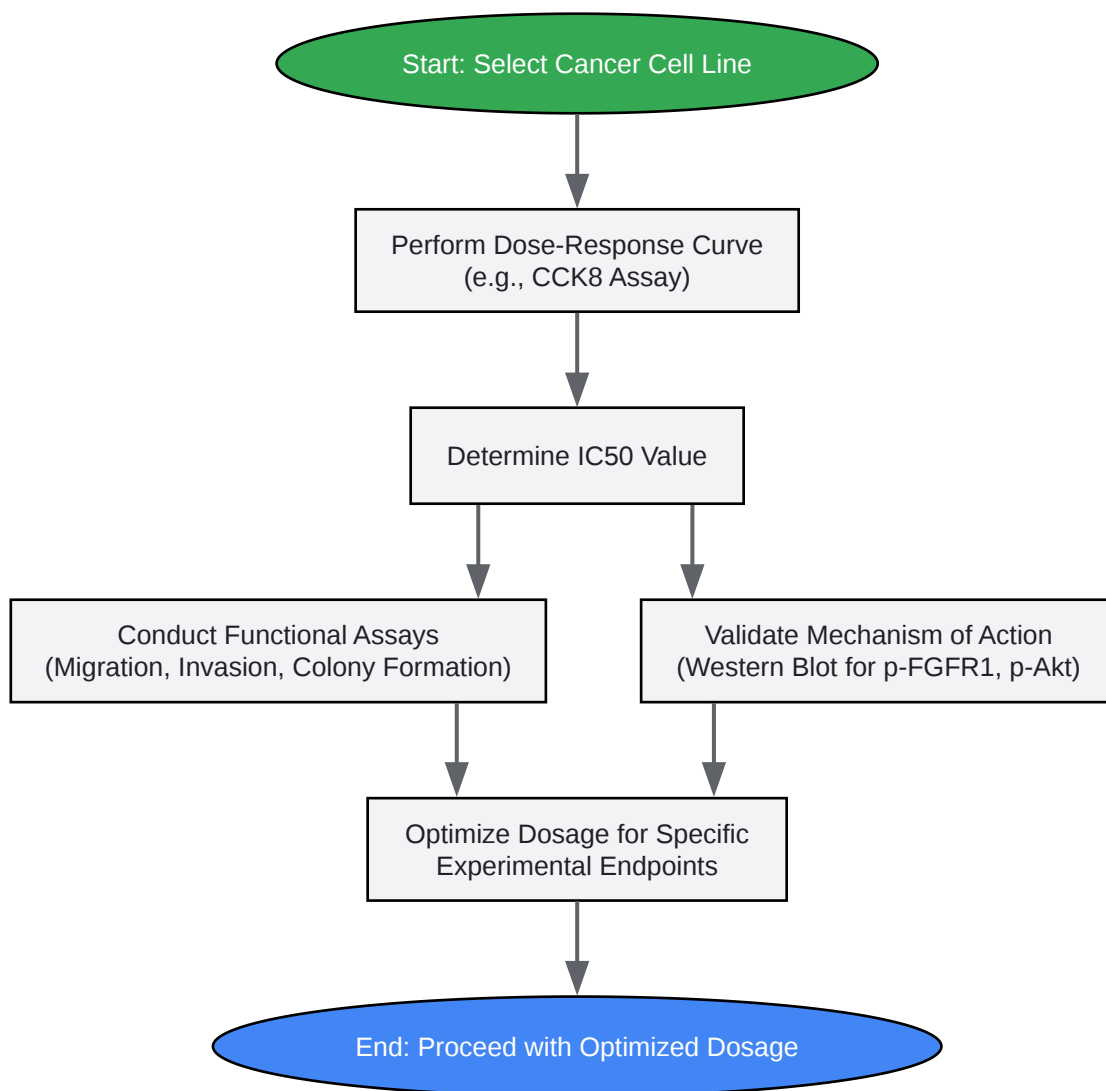 Start: Select Cancer Cell Line
Perform Dose-Response Curve
(e.g., CCK8 Assay)
Determine IC50 Value
Conduct Functional Assays
(Migration, Invasion, Colony Formation)
Validate Mechanism of Action
(Western Blot for p-FGFR1, p-Akt)
Optimize Dosage for Specific
Experimental Endpoints
End: Proceed with Optimized Dosage